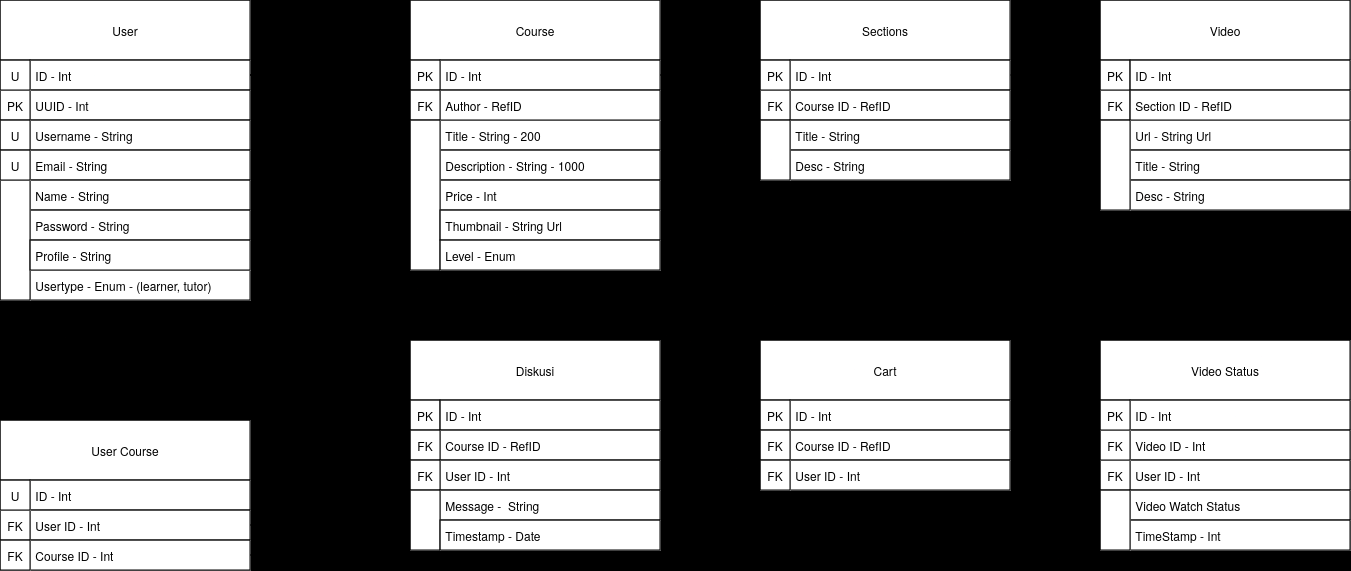 User
U ID - Int
PK UUID - Int
U Username - String
U Email - String
Name - String
Password - String
Profile - String
Usertype - Enum - (learner, tutor)
Course
PK ID - Int
FK Author - RefID
Title - String - 200
Description - String - 1000
Price - Int
Thumbnail - String Url
Level - Enum
Sections
PK ID - Int
FK Course ID - RefID
Title - String
Desc - String
Video
PK ID - Int
FK Section ID - RefID
Url - String Url
Title - String
Desc - String
User Course
U ID - Int
FK User ID - Int
FK Course ID - Int
Diskusi
PK ID - Int
FK Course ID - RefID
FK User ID - Int
Message -  String
Timestamp - Date
Cart
PK ID - Int
FK Course ID - RefID
FK User ID - Int
Video Status
PK ID - Int
FK Video ID - Int
FK User ID - Int
Video Watch Status
TimeStamp - Int